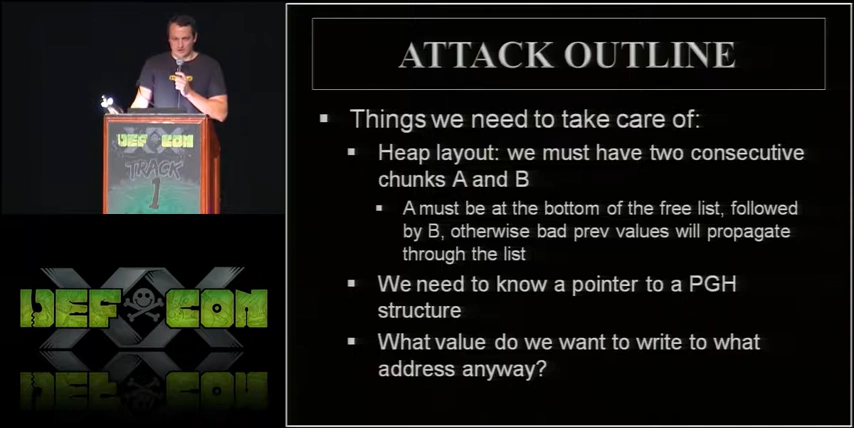 DEF CON
TRACK
1
XX
DEF CON
ATTACK OUTLINE
Things we need to take care of:
Heap layout: we must have two consecutive
chunks A and B
A must be at the bottom of the free list, followed
by B, otherwise bad prev values will propagate
through the list
We need to know a pointer to a PGH
structure
What value do we want to write to what
address anyway?